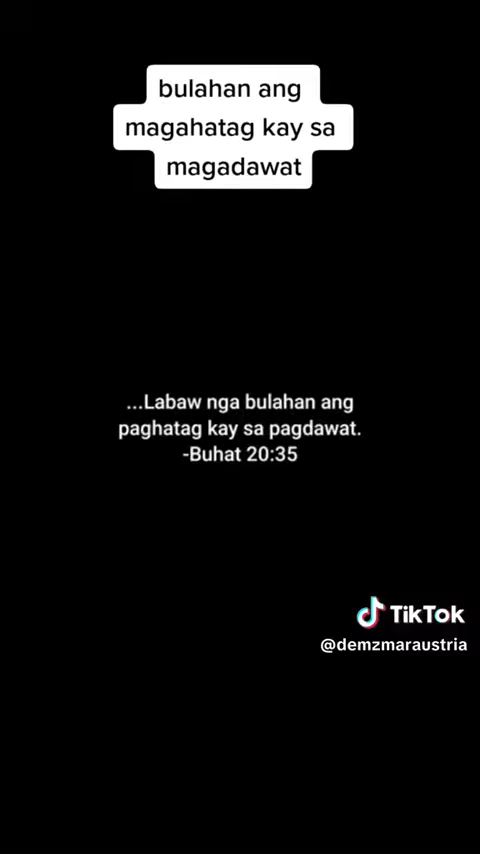 bulahan ang
magahatag kay sa
magadawat
...Labaw nga bulahan ang
paghatag kay sa pagdawat.
-Buhat 20:35
TikTok
@demzmaraustria